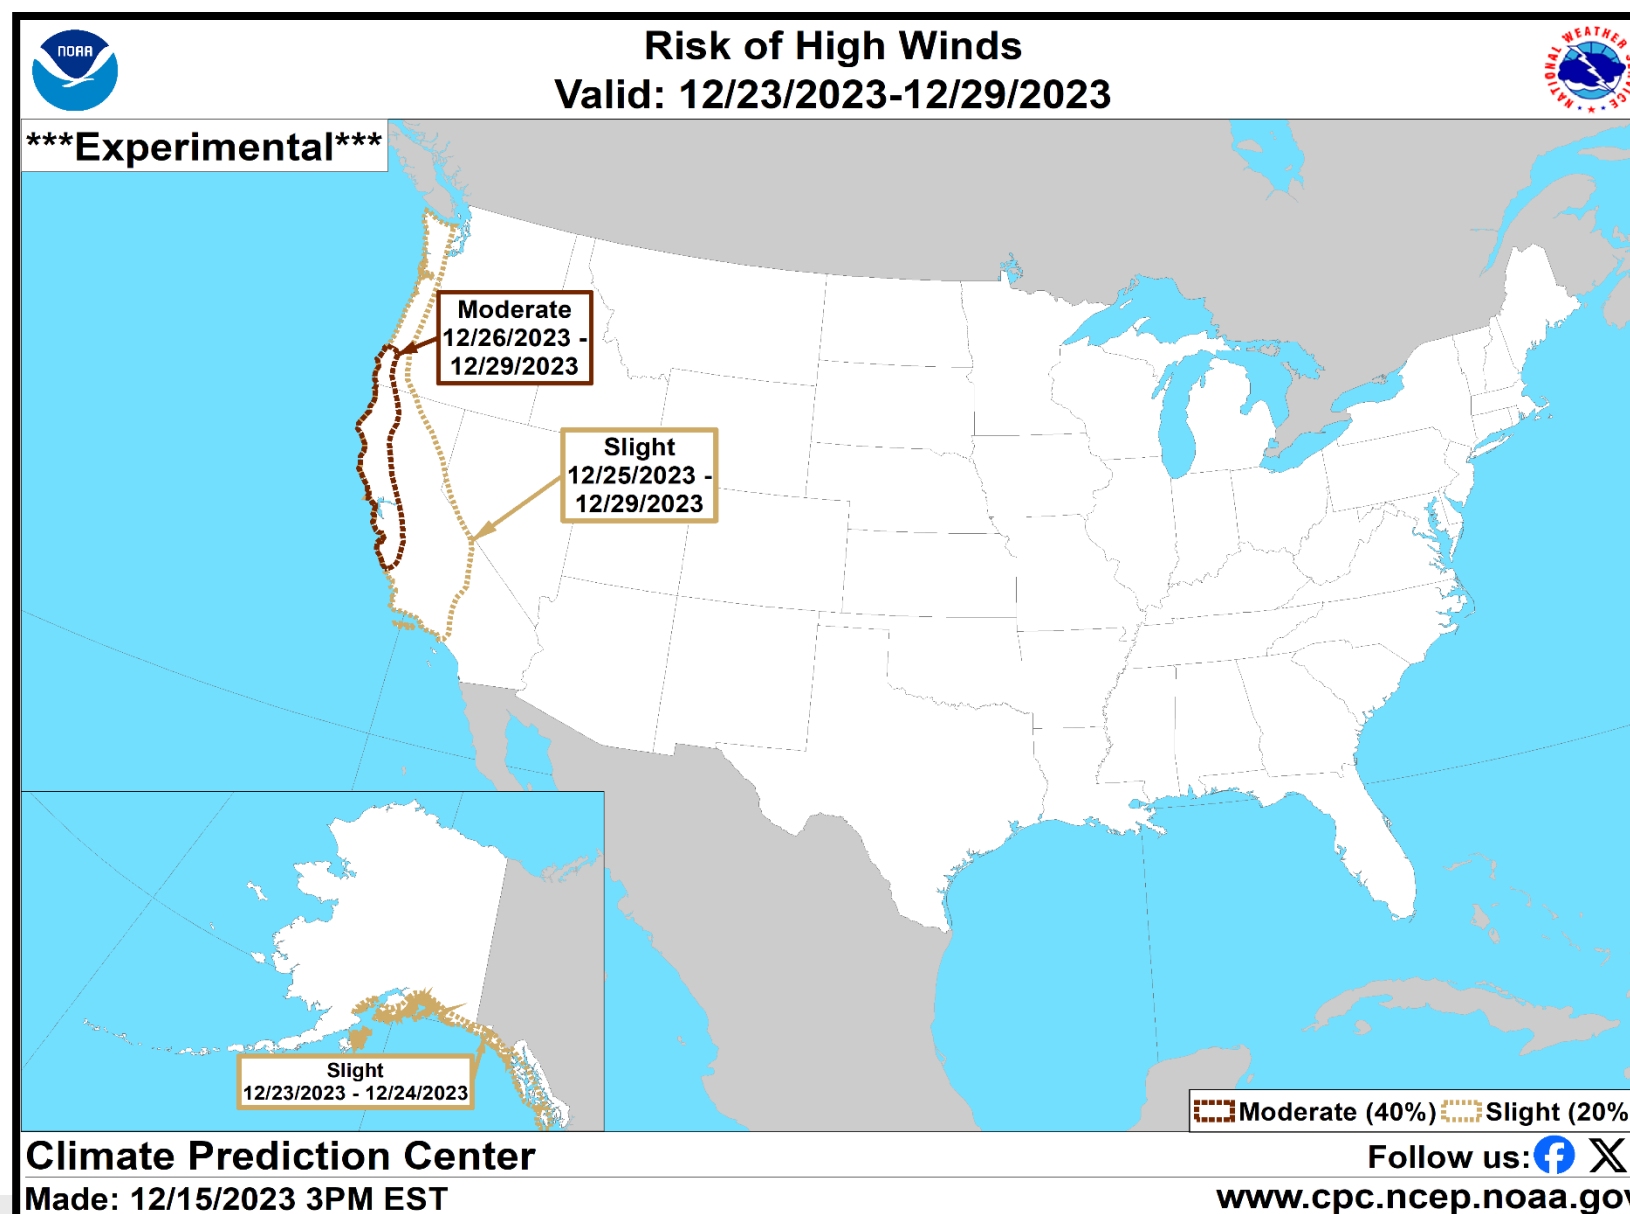 NOAA
Risk of High Winds
Valid: 12/23/2023-12/29/2023
NATIONAL WEATHER SERVICE
***Experimental***
Moderate
12/26/2023 -
12/29/2023
Slight
12/25/2023 -
12/29/2023
Slight
12/23/2023 - 12/24/2023
Moderate (40%) Slight (20%
Climate Prediction Center
Follow us:
Made: 12/15/2023 3PM EST
www.cpc.ncep.noaa.gov